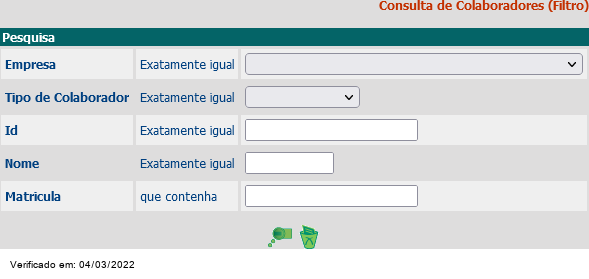 Consulta de Colaboradores (Filtro)
Pesquisa
Empresa Exatamente igual
Tipo de Colaborador Exatamente igual
Id Exatamente igual
Nome Exatamente igual
Matricula que contenha
Verificado em: 04/03/2022